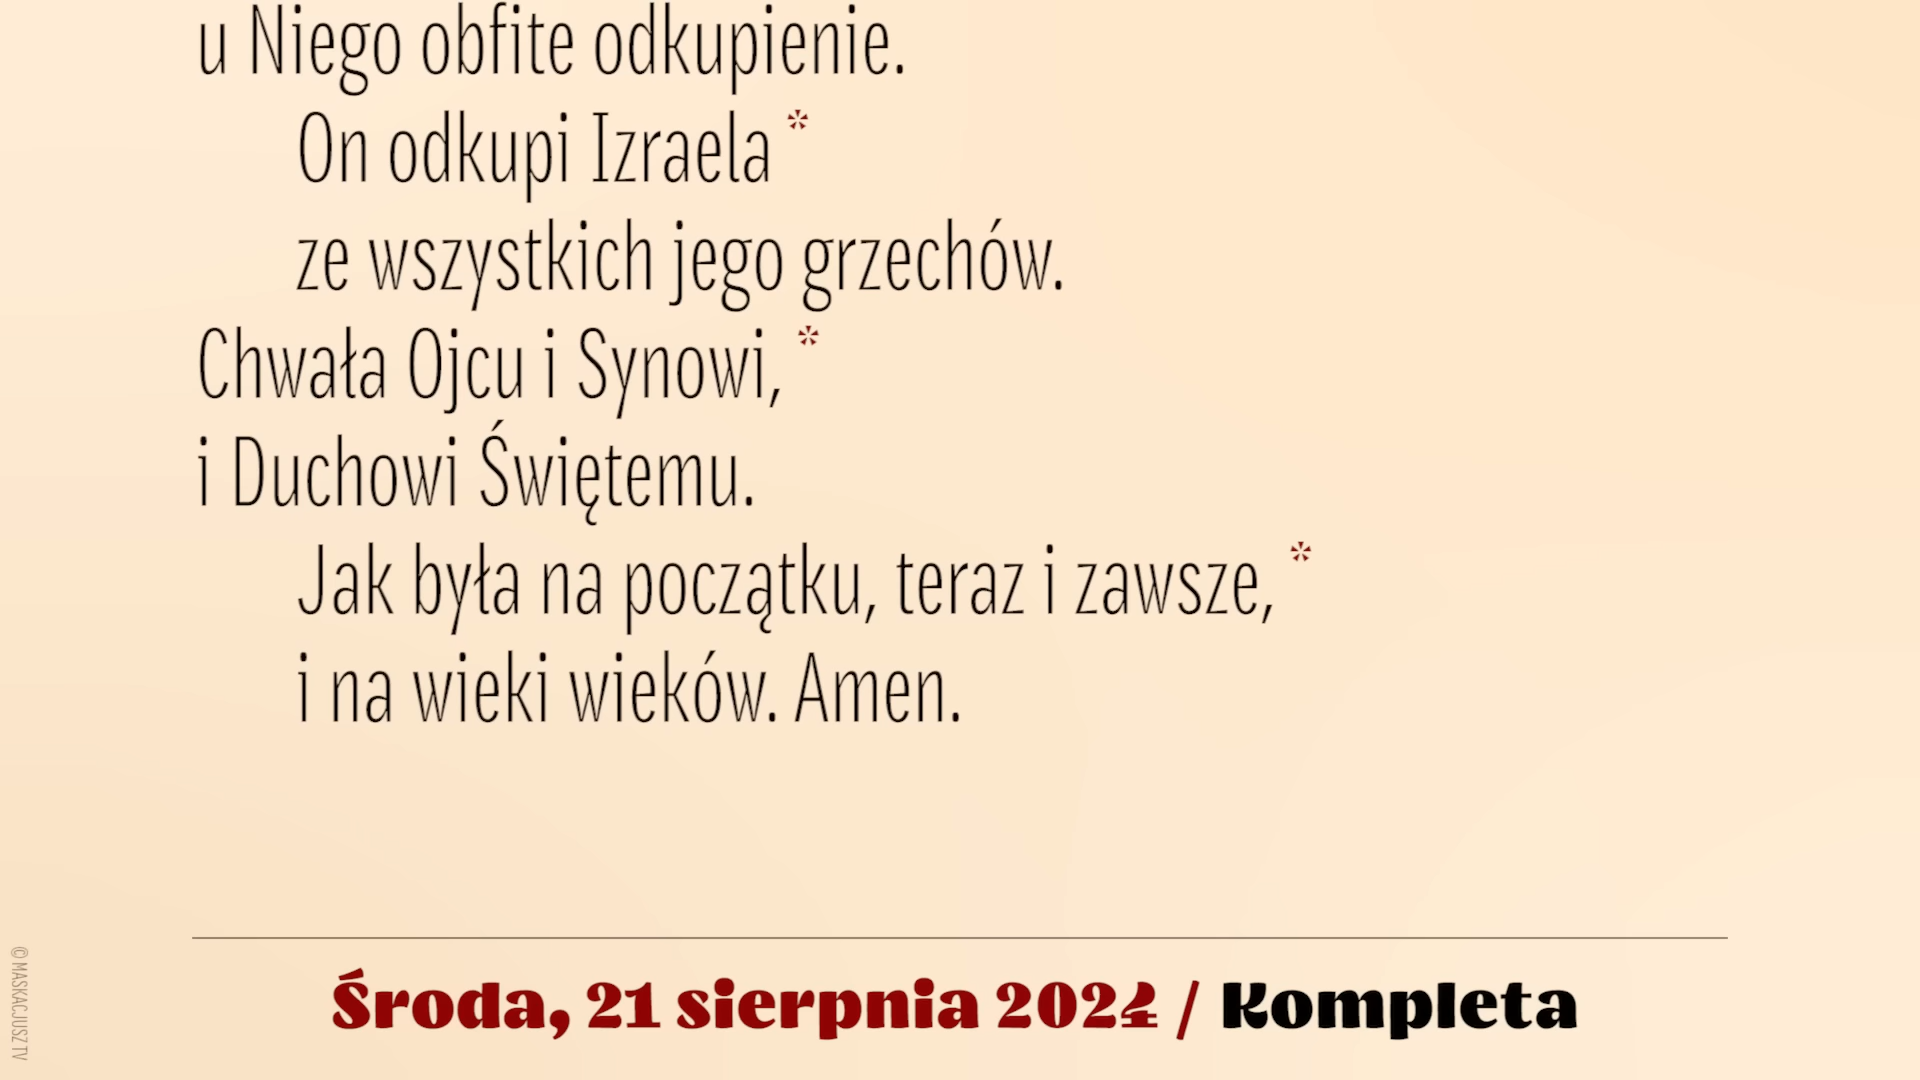 u Niego obfite odkupienie.
On odkupi Izraela *
ze wszystkich jego grzechów.
Chwała Ojcu i Synowi, *
i Duchowi Świętemu.
Jak była na początku, teraz i zawsze, *
i na wieki wieków. Amen.
Środa, 21 sierpnia 2024 / Kompleta
© MASKACJUSZ TV